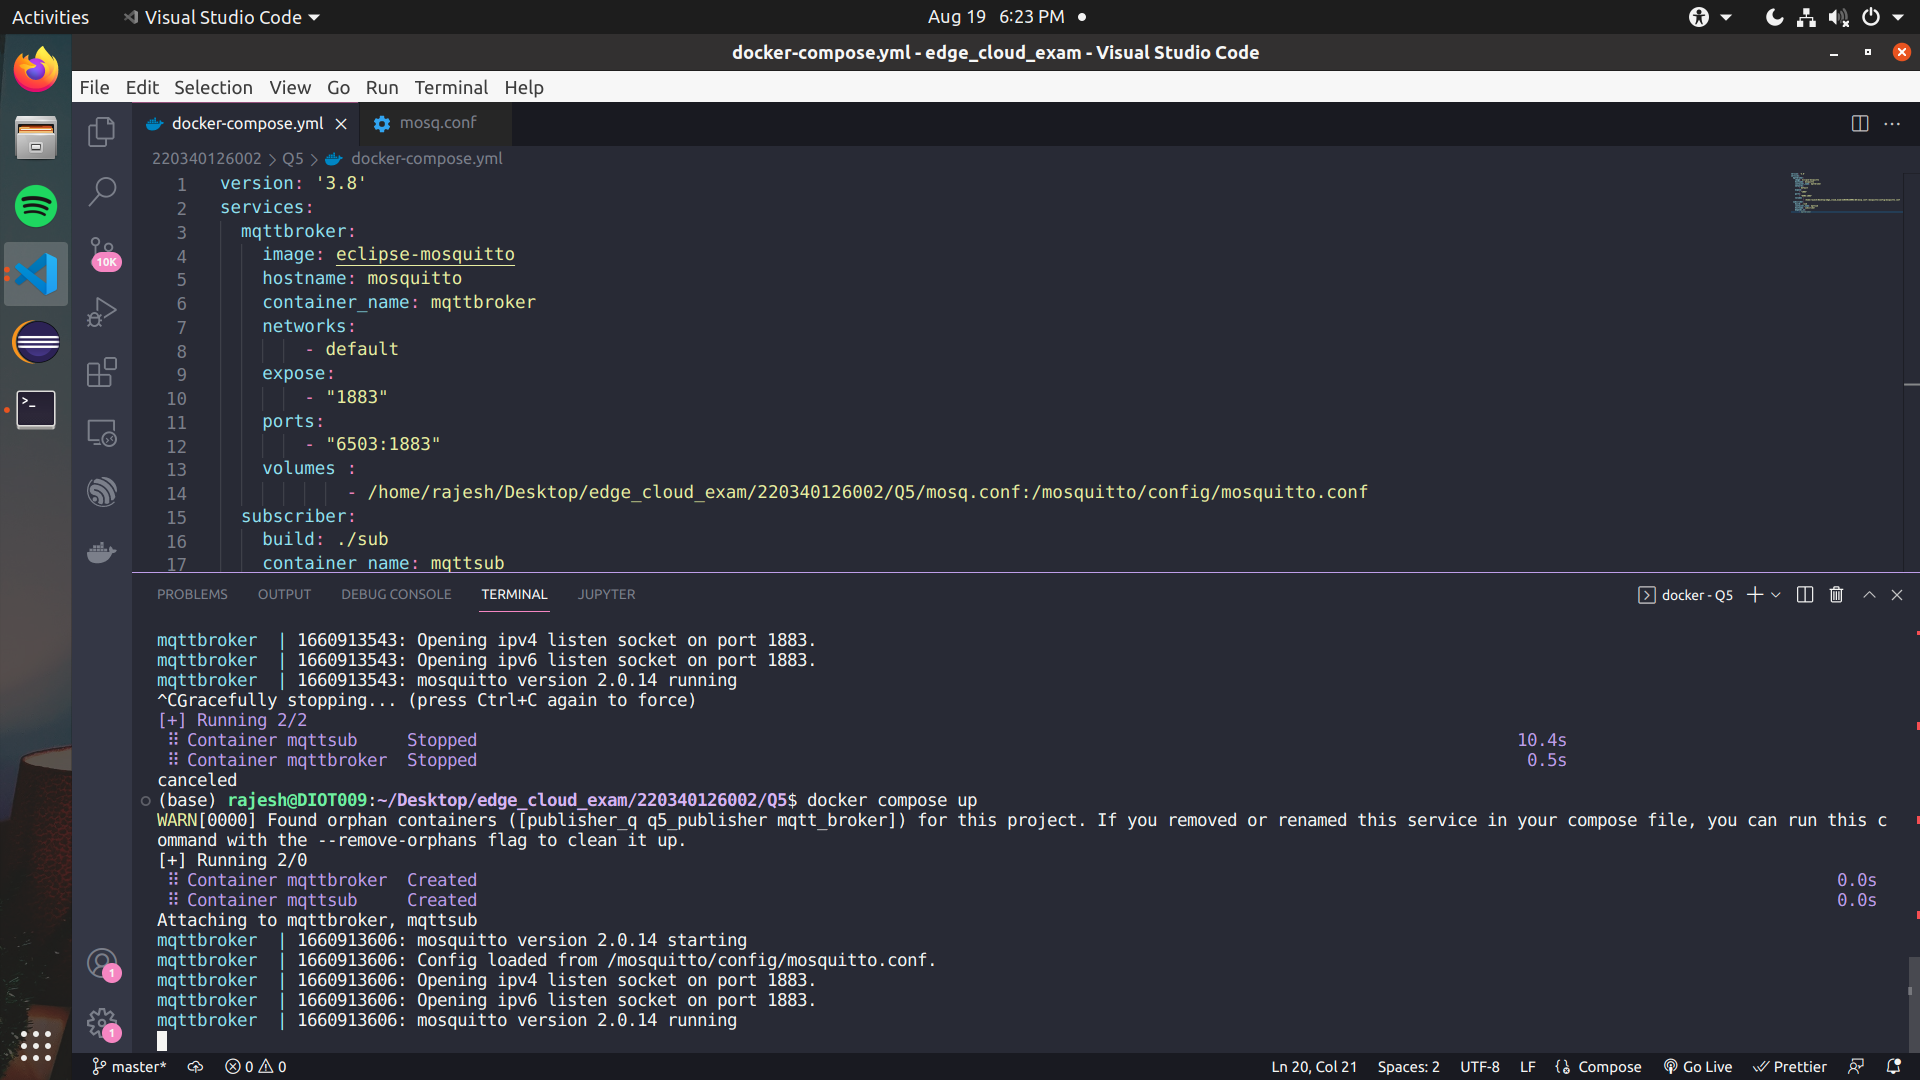 Activities Visual Studio Code Aug 19 6:23 PM
docker-compose.yml - edge_cloud_exam - Visual Studio Code
File Edit Selection View Go Run Terminal Help
docker-compose.yml mosq.conf
220340126002 > Q5 > docker-compose.yml
1 version: '3.8'
2 services:
3 mqttbroker:
4 image: eclipse-mosquitto
5 hostname: mosquitto
6 container_name: mqttbroker
7 networks:
8 - default
9 expose:
10 - "1883"
11 ports:
12 - "6503:1883"
13 volumes :
14 - /home/rajesh/Desktop/edge_cloud_exam/220340126002/Q5/mosq.conf:/mosquitto/config/mosquitto.conf
15 subscriber:
16 build: ./sub
17 container_name: mqttsub
10K
PROBLEMS OUTPUT DEBUG CONSOLE TERMINAL JUPYTER docker - Q5
mqttbroker | 1660913543: Opening ipv4 listen socket on port 1883.
mqttbroker | 1660913543: Opening ipv6 listen socket on port 1883.
mqttbroker | 1660913543: mosquitto version 2.0.14 running
^CGracefully stopping... (press Ctrl+C again to force)
[+] Running 2/2
⠿ Container mqttsub Stopped 10.4s
⠿ Container mqttbroker Stopped 0.5s
canceled
(base) rajesh@DIOT009:~/Desktop/edge_cloud_exam/220340126002/Q5$ docker compose up
WARN[0000] Found orphan containers ([publisher_q q5_publisher mqtt_broker]) for this project. If you removed or renamed this service in your compose file, you can run this c
ommand with the --remove-orphans flag to clean it up.
[+] Running 2/0
⠿ Container mqttbroker Created 0.0s
⠿ Container mqttsub Created 0.0s
Attaching to mqttbroker, mqttsub
mqttbroker | 1660913606: mosquitto version 2.0.14 starting
mqttbroker | 1660913606: Config loaded from /mosquitto/config/mosquitto.conf.
mqttbroker | 1660913606: Opening ipv4 listen socket on port 1883.
mqttbroker | 1660913606: Opening ipv6 listen socket on port 1883.
mqttbroker | 1660913606: mosquitto version 2.0.14 running
1
1
master* 0 0 Ln 20, Col 21 Spaces: 2 UTF-8 LF Compose Go Live Prettier